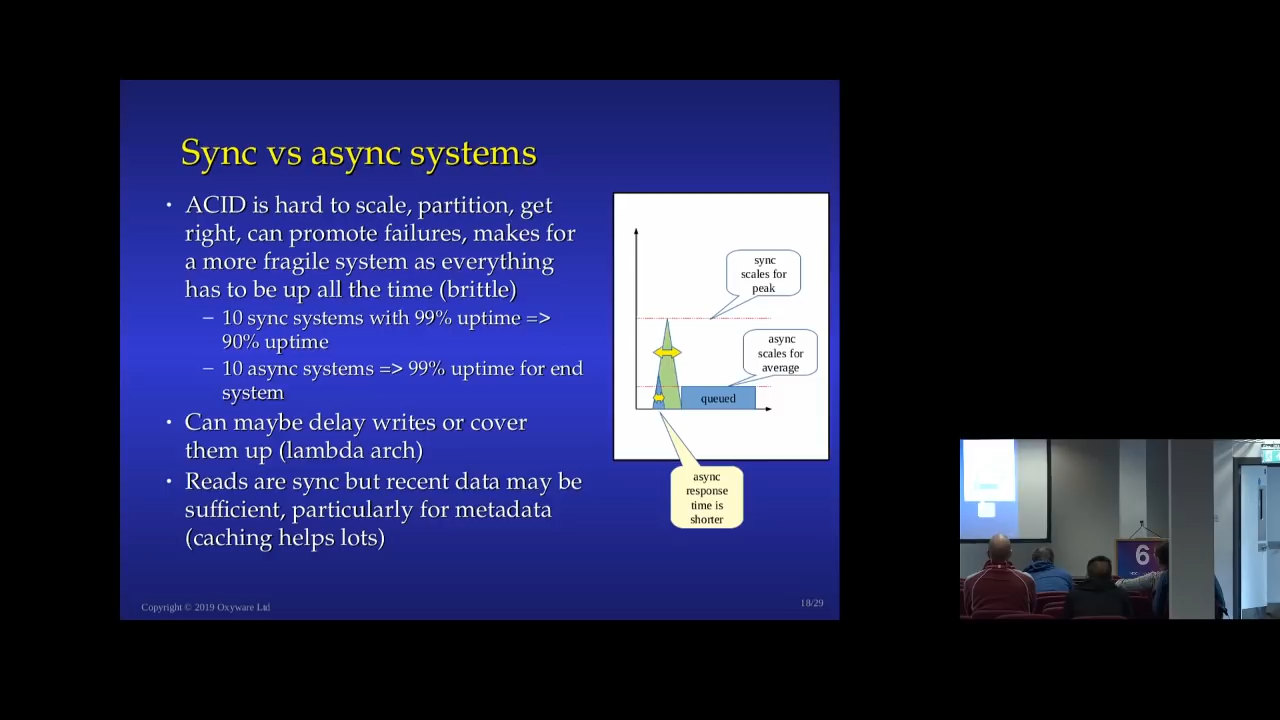 Sync vs async systems
• ACID is hard to scale, partition, get
right, can promote failures, makes for
a more fragile system as everything
has to be up all the time (brittle)
– 10 sync systems with 99% uptime =>
90% uptime
– 10 async systems => 99% uptime for end
system
• Can maybe delay writes or cover
them up (lambda arch)
• Reads are sync but recent data may be
sufficient, particularly for metadata
(caching helps lots)
sync
scales for
peak
async
scales for
average
queued
async
response
time is
shorter
Copyright © 2019 Oxyware Ltd
18/29
6